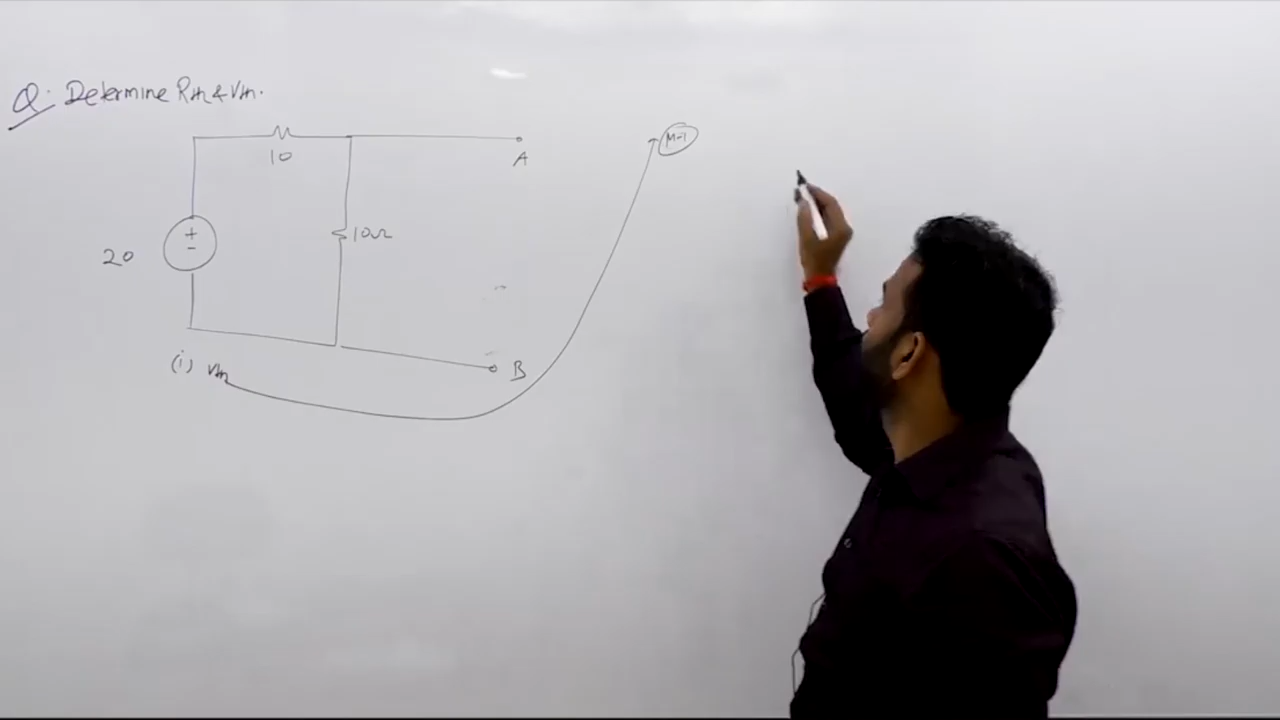 Q. Determine Rth & Vth.
10
A
M-1
+
-
20
10Ω
(i) Vth
B